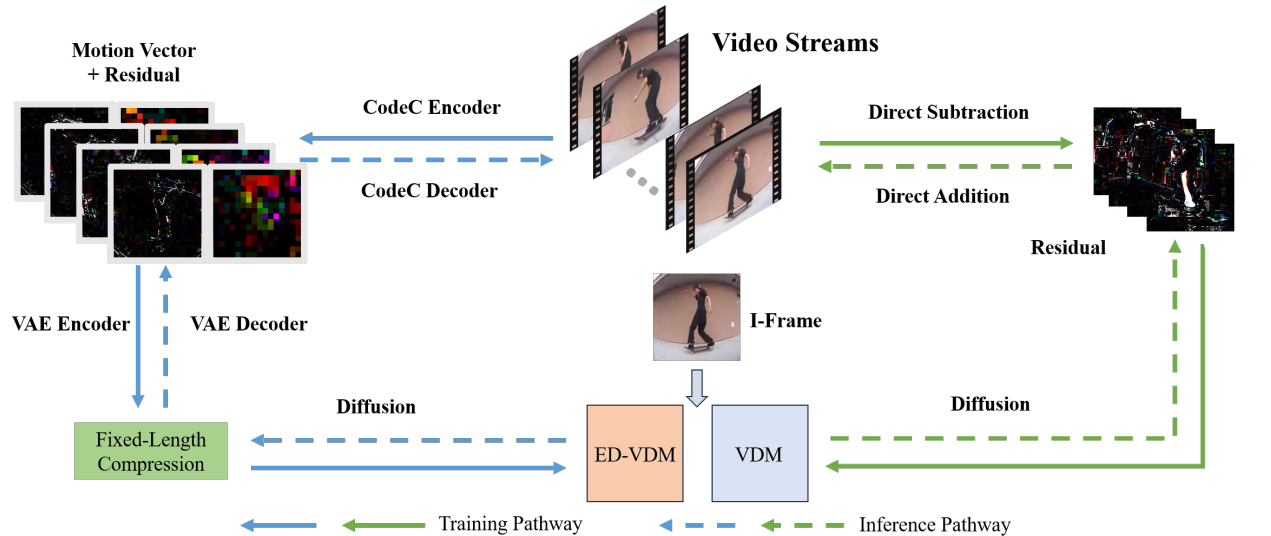 Video Streams
Motion Vector
+ Residual
CodeC Encoder
CodeC Decoder
Direct Subtraction
Direct Addition
Residual
VAE Encoder
VAE Decoder
I-Frame
Diffusion
Diffusion
Fixed-Length
Compression
ED-VDM
VDM
Training Pathway
Inference Pathway